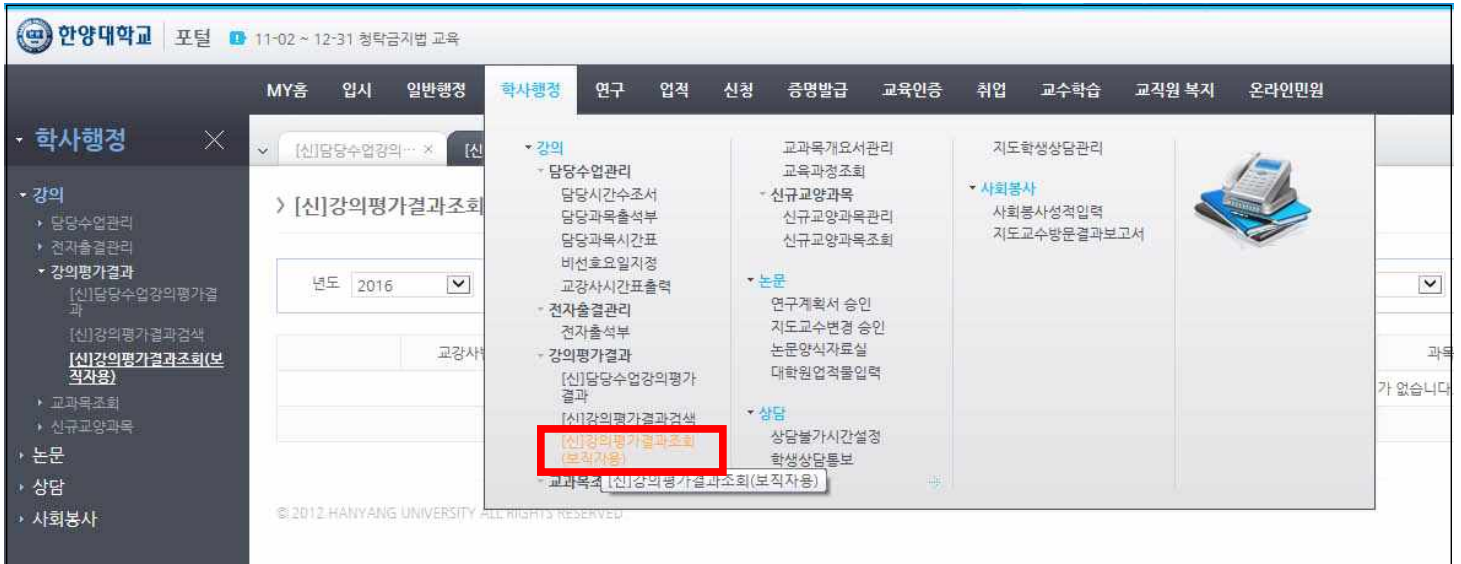 한양대학교 포털 11-02 ~ 12-31 청탁금지법 교육
MY홈 입시 일반행정 학사행정 연구 업적 신청 증명발급 교육인증 취업 교수학습 교직원 복지 온라인민원
학사행정
강의
담당수업관리
전자출결관리
강의평가결과
[신]담당수업강의평가결
과
[신]강의평가결과검색
[신]강의평가결과조회(보
직자용)
교과목조회
신규교양과목
논문
상담
사회봉사
[신]담당수업강의… ×
[신
> [신]강의평가결과조회
년도 2016
교강사
과목
가 없습니다
강의
담당수업관리
담당시간수조서
담당과목출석부
담당과목시간표
비선호요일지정
교강사시간표출력
전자출결관리
전자출석부
강의평가결과
[신]담당수업강의평가
결과
[신]강의평가결과검색
[신]강의평가결과조회
(보직자용)
교과목조
[신]강의평가결과조회(보직자용)
교과목개요서관리
교육과정조회
신규교양과목
신규교양과목관리
신규교양과목조회
논문
연구계획서 승인
지도교수변경 승인
논문양식자료실
대학원업적물입력
상담
상담불가시간설정
학생상담통보
지도학생상담관리
사회봉사
사회봉사성적입력
지도교수방문결과보고서
© 2012 HANYANG UNIVERSITY ALL RIGHTS RESERVED